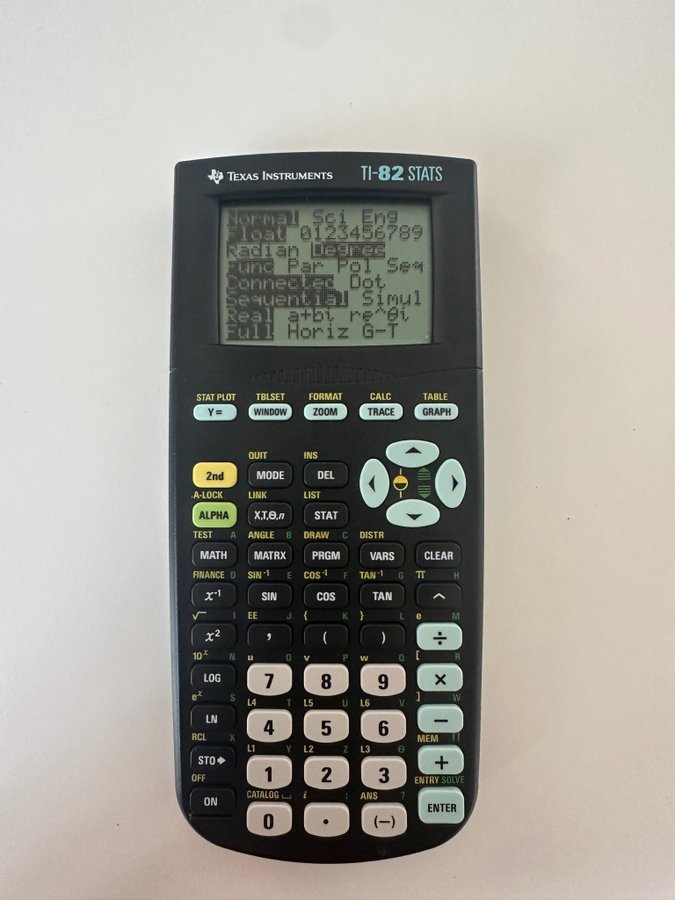 TEXAS INSTRUMENTS TI-82 STATS
Normal Sci Eng
Float 0123456789
Radian Degree
Func Par Pol Seq
Connected Dot
Sequential Simul
Real a+bi re^θi
Full Horiz G-T
STAT PLOT TBLSET FORMAT CALC TABLE
Y= WINDOW ZOOM TRACE GRAPH
QUIT INS
2nd MODE DEL
A-LOCK LINK LIST
ALPHA X,T,Θ,n STAT
TEST A ANGLE B DRAW C DISTR
MATH MATRX PRGM VARS CLEAR
FINANCE D SIN⁻¹ E COS⁻¹ F TAN⁻¹ G π H
x⁻¹ SIN COS TAN ^
√ I EE J { K } L e M
x² , ( ) ÷
10ˣ N u O v P w Q [ R
LOG 7 8 9 ×
eˣ S L4 T L5 U L6 V ] W
LN 4 5 6 −
RCL X L1 Y L2 Z L3 Θ MEM "
STO➔ 1 2 3 +
OFF CATALOG ⎵ i : ANS ? ENTRY SOLVE
ON 0 . (−) ENTER